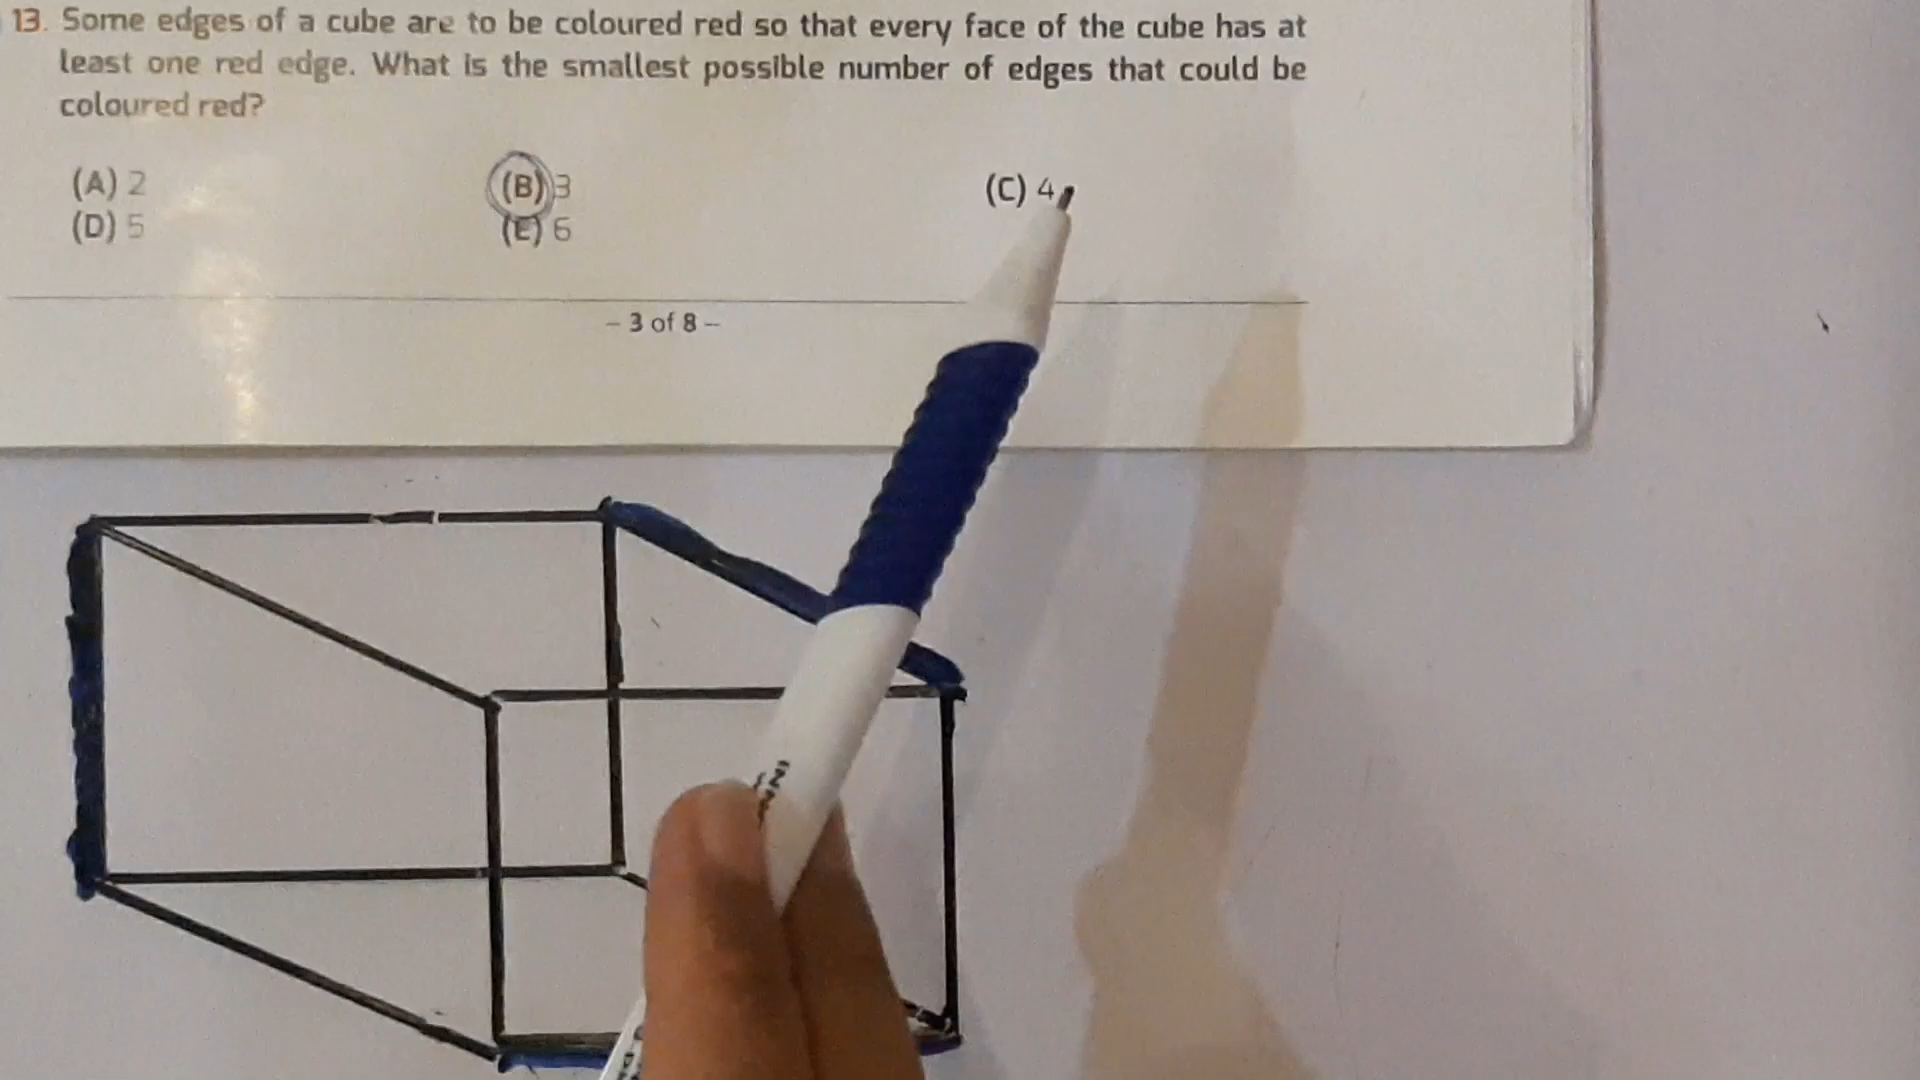 13. Some edges of a cube are to be coloured red so that every face of the cube has at
least one red edge. What is the smallest possible number of edges that could be
coloured red?
(A) 2 (B) 3 (C) 4
(D) 5 (E) 6
– 3 of 8 –